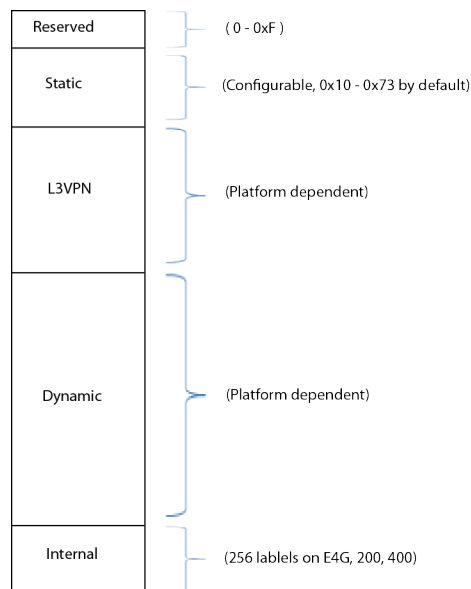 Reserved ( 0 - 0xF )
Static (Configurable, 0x10 - 0x73 by default)
L3VPN (Platform dependent)
Dynamic (Platform dependent)
Internal (256 lablels on E4G, 200, 400)